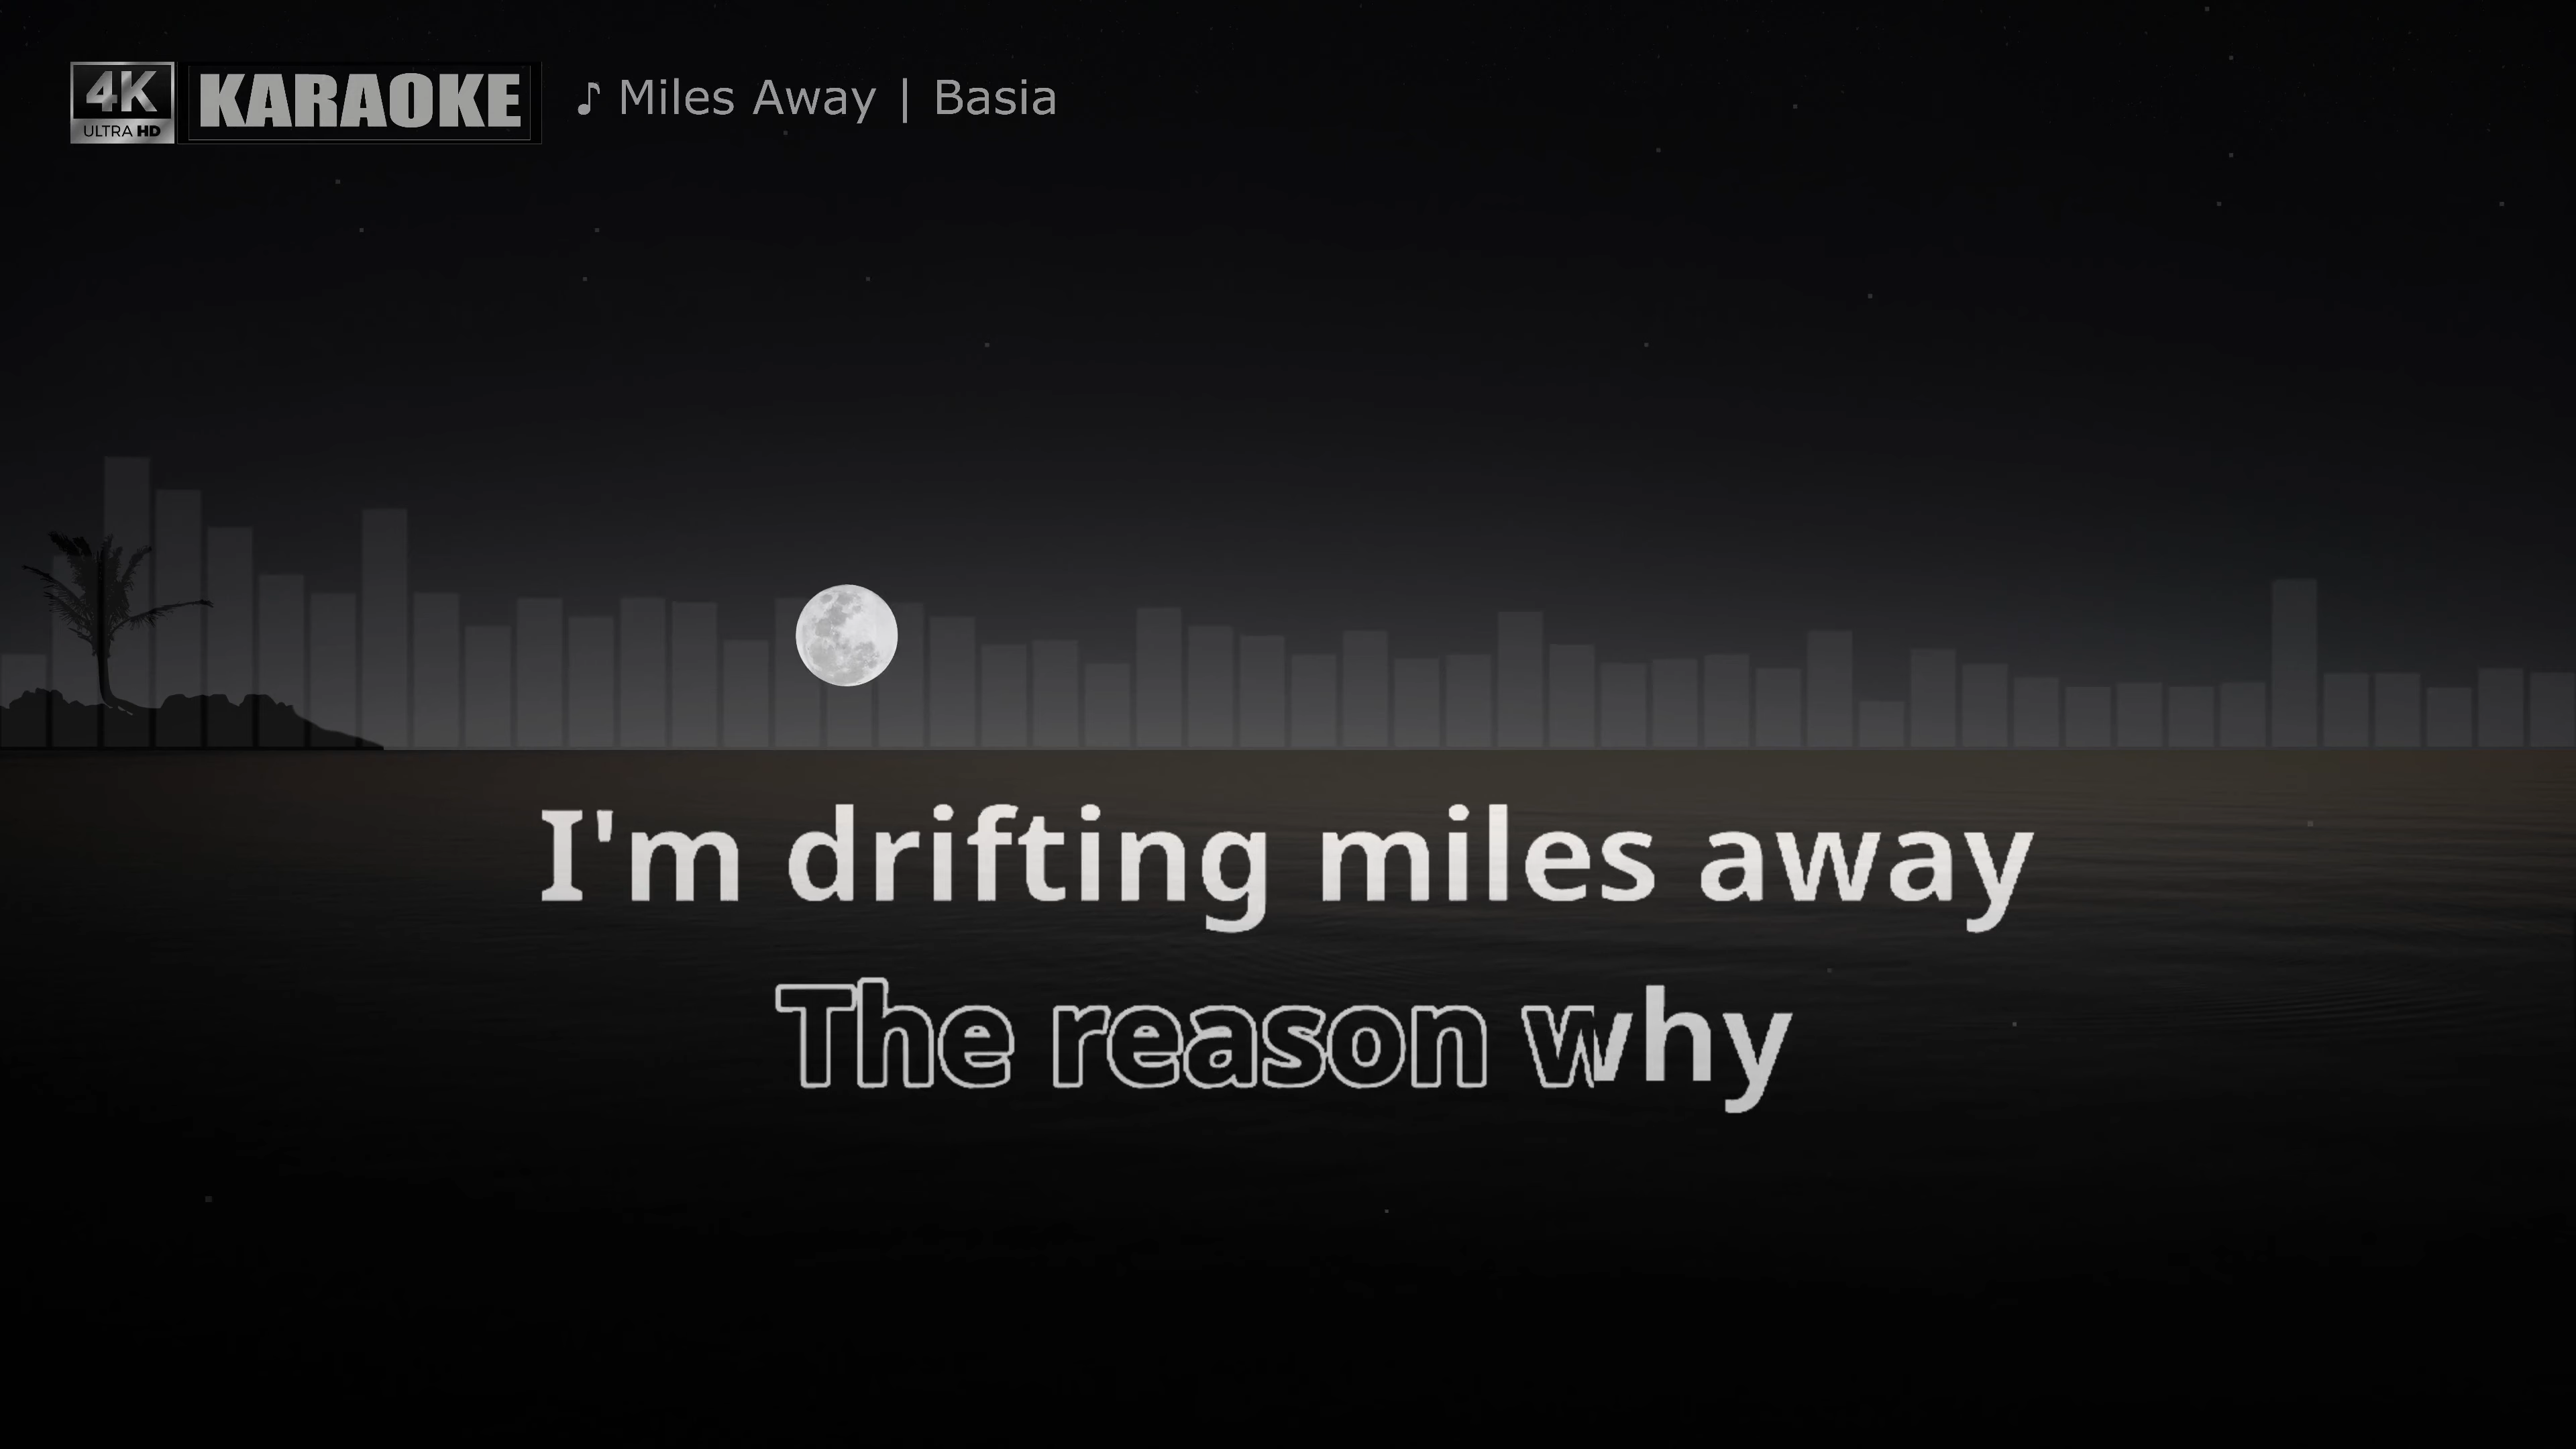 4K
ULTRA HD
KARAOKE
♪ Miles Away | Basia
I'm drifting miles away
The reason why